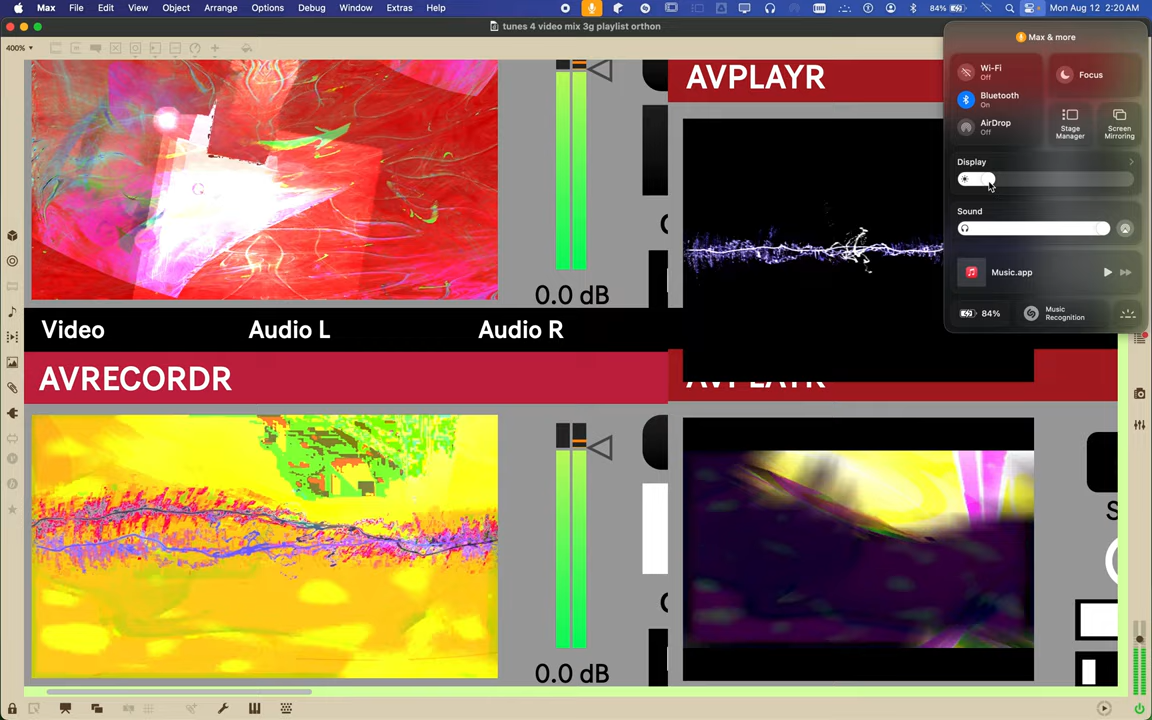 Max File Edit View Object Arrange Options Debug Window Extras Help
84% Mon Aug 12 2:20 AM
tunes 4 video mix 3g playlist orthon
400%
Max & more
Wi-Fi
Off
Focus
Bluetooth
On
AirDrop
Off
Stage
Manager
Screen
Mirroring
Display
Sound
Music.app
84%
Music
Recognition
AVPLAYR
0.0 dB
Video Audio L Audio R
AVRECORDR
AVPLAYR
0.0 dB